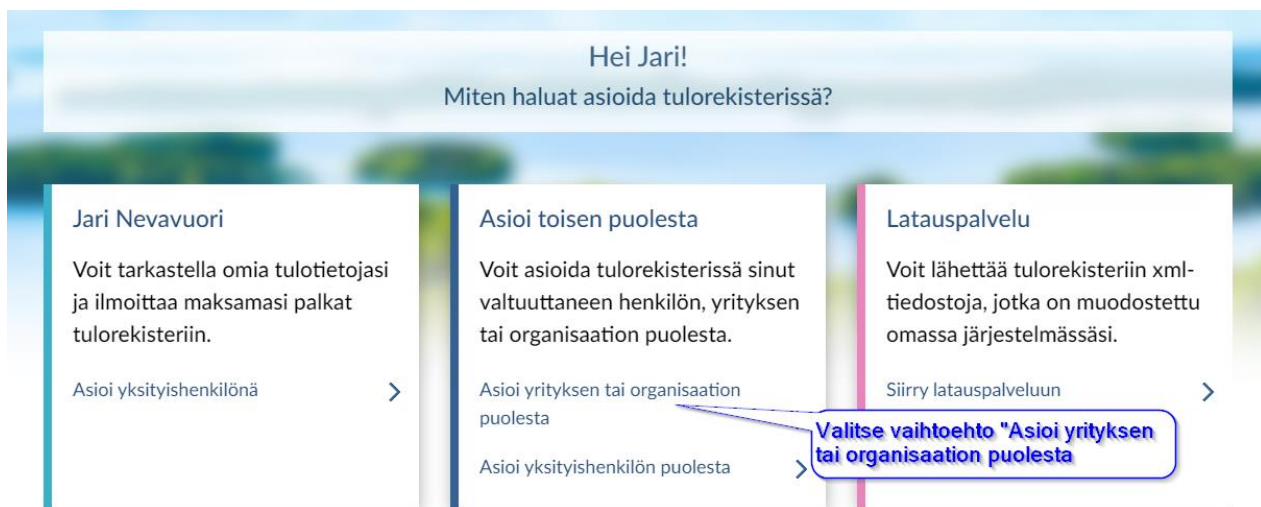 Hei Jari!
Miten haluat asioida tulorekisterissä?
Jari Nevavuori
Voit tarkastella omia tulotietojasi
ja ilmoittaa maksamasi palkat
tulorekisteriin.
Asioi yksityishenkilönä
Asioi toisen puolesta
Voit asioida tulorekisterissä sinut
valtuuttaneen henkilön, yrityksen
tai organisaation puolesta.
Asioi yrityksen tai organisaation
puolesta
Asioi yksityishenkilön puolesta
Latauspalvelu
Voit lähettää tulorekisteriin xml-
tiedostoja, jotka on muodostettu
omassa järjestelmässäsi.
Siirry latauspalveluun
Valitse vaihtoehto "Asioi yrityksen
tai organisaation puolesta